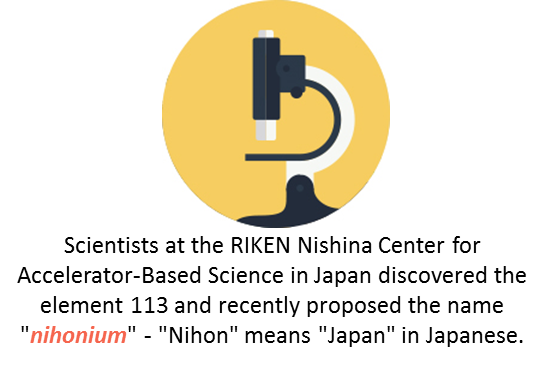 Scientists at the RIKEN Nishina Center for
Accelerator-Based Science in Japan discovered the
element 113 and recently proposed the name
"nihonium" - "Nihon" means "Japan" in Japanese.